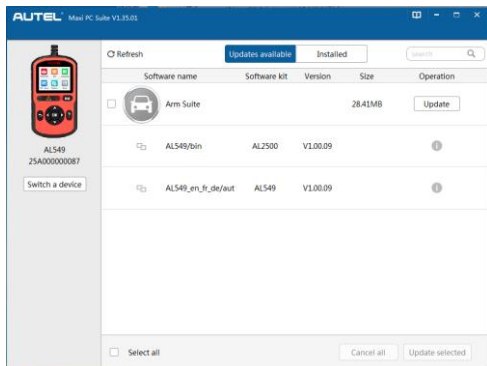 AUTEL Maxi PC Suite V1.35.01
Refresh Updates available Installed search
Software name Software kit Version Size Operation
Arm Suite 28.41MB Update
AL549/bin AL2500 V1.00.09
AL549_en_fr_de/aut AL549 V1.00.09
AL549
25A000000087
Switch a device
Select all Cancel all Update selected